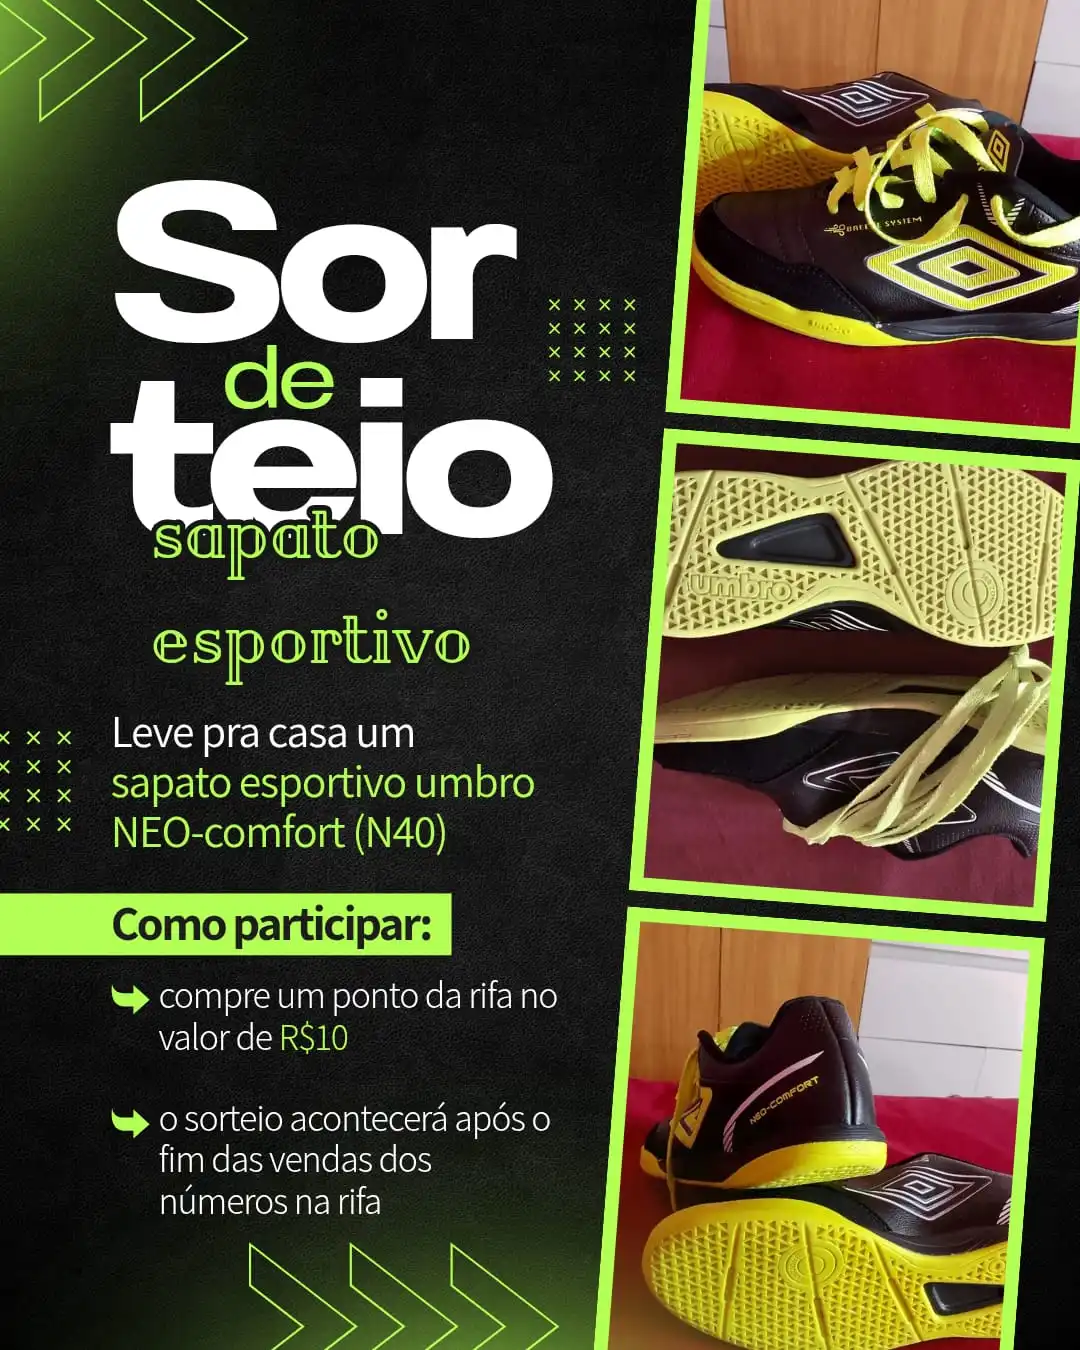 Sor
de
teio
sapato
esportivo
Leve pra casa um
sapato esportivo umbro
NEO-comfort (N40)
Como participar:
compre um ponto da rifa no
valor de R$10
o sorteio acontecerá após o
fim das vendas dos
números na rifa
SYSTEM
umbro
NEO-COMFORT